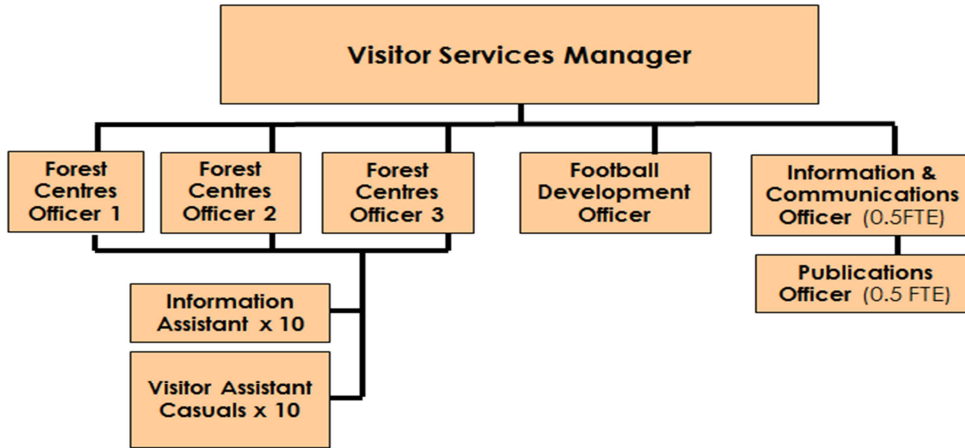 Visitor Services Manager
Forest
Centres
Officer 1
Forest
Centres
Officer 2
Forest
Centres
Officer 3
Football
Development
Officer
Information &
Communications
Officer (0.5FTE)
Publications
Officer (0.5 FTE)
Information
Assistant x 10
Visitor Assistant
Casuals x 10